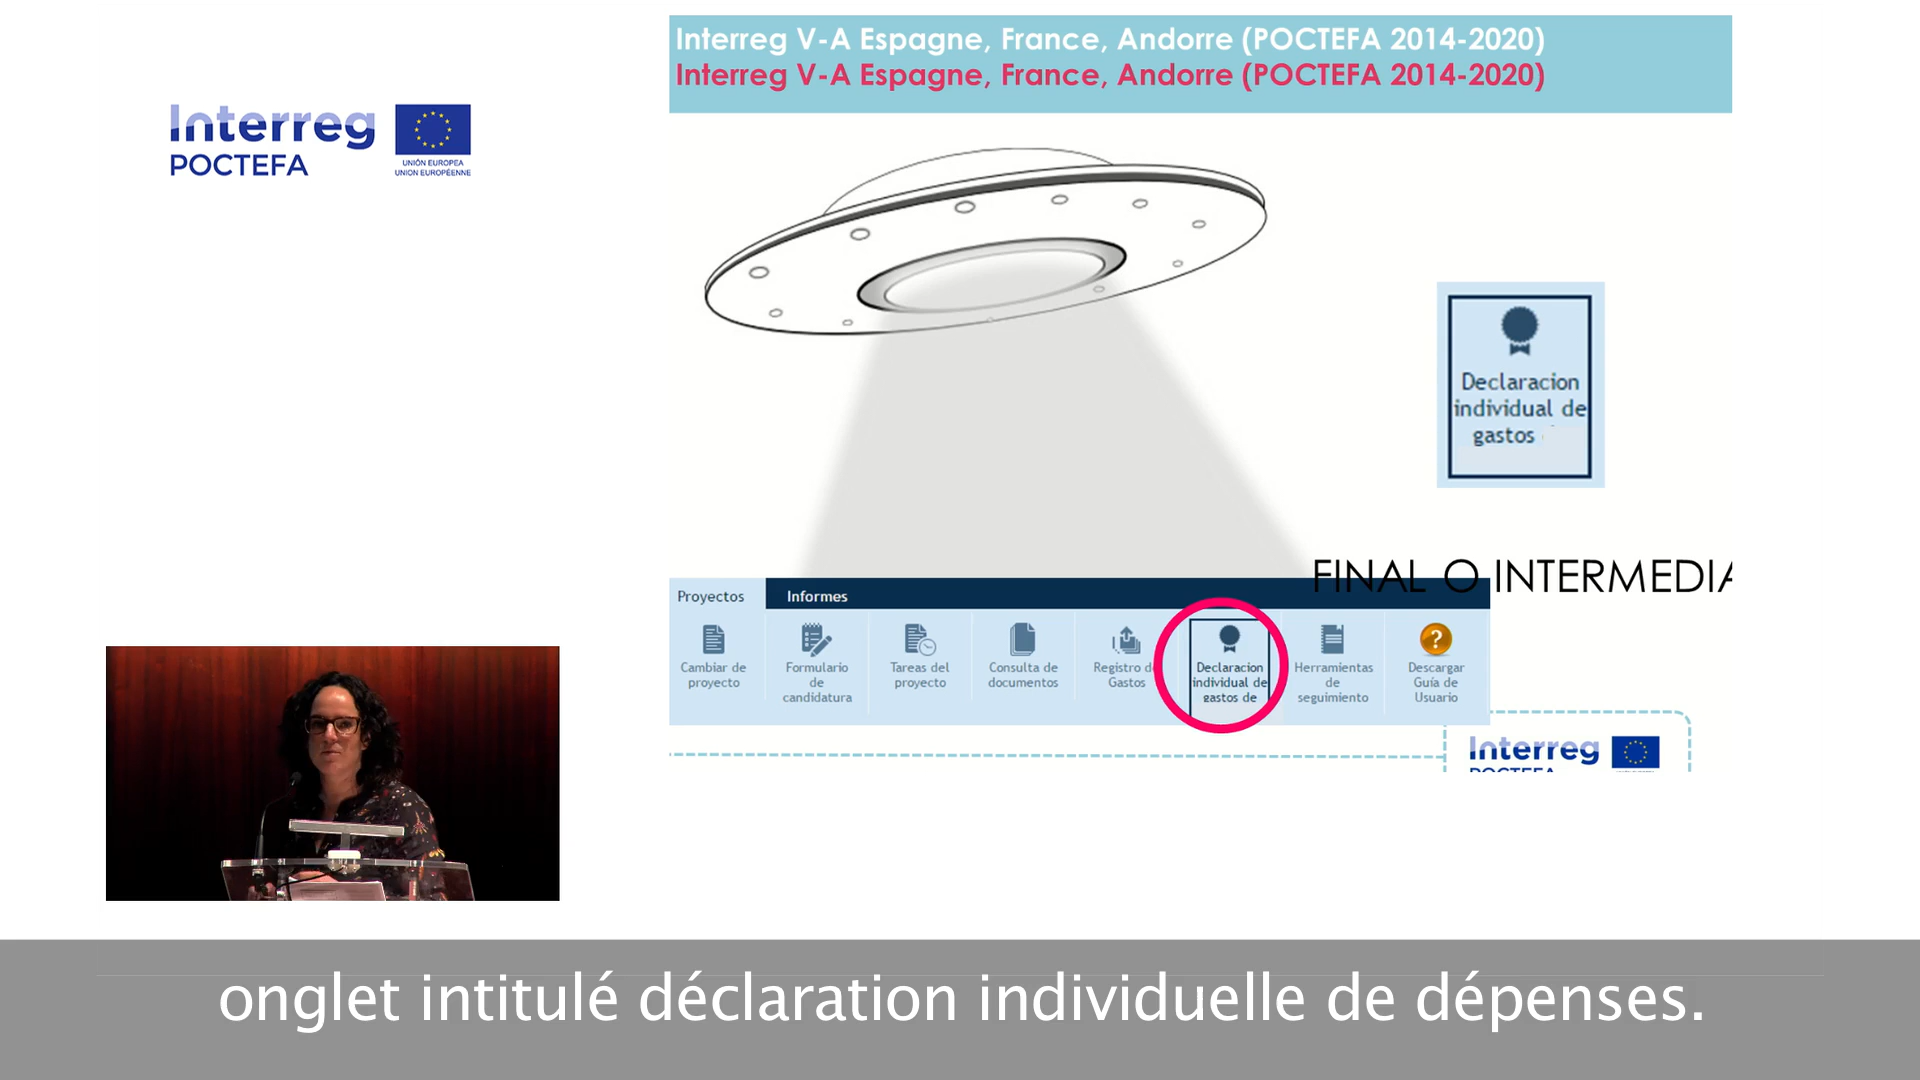 Interreg V-A Espagne, France, Andorre (POCTEFA 2014-2020)
Interreg V-A Espagne, France, Andorre (POCTEFA 2014-2020)
Interreg
POCTEFA
UNIÓN EUROPEA
UNION EUROPÉENNE
Declaracion
individual de
gastos
FINAL O INTERMEDIA
Proyectos
Informes
Cambiar de
proyecto
Formulario
de
candidatura
Tareas del
proyecto
Consulta de
documentos
Registro de
Gastos
Declaracion
individual de
gastos de
Herramientas
de
seguimiento
?
Descargar
Guía de
Usuario
Interreg
POCTEFA
onglet intitulé déclaration individuelle de dépenses.